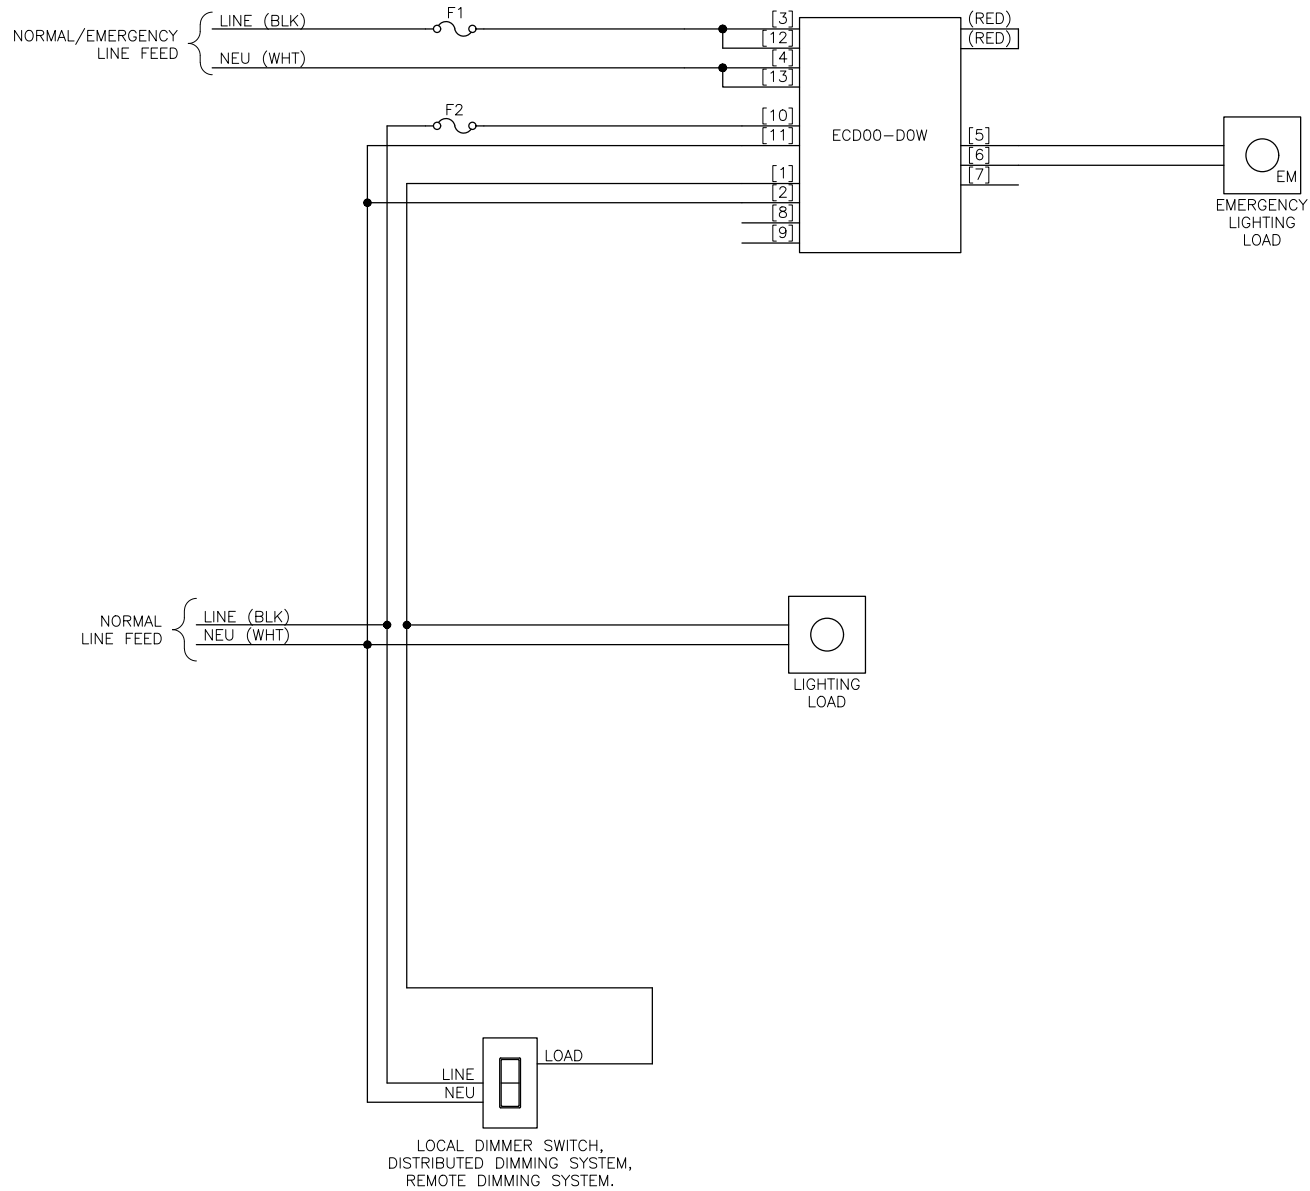 F1
LINE (BLK)
NORMAL/EMERGENCY
LINE FEED
NEU (WHT)
[3]
[12]
[4]
[13]
(RED)
(RED)
F2
[10]
[11]
ECD00-D0W
[5]
[6]
[7]
EM
EMERGENCY
LIGHTING
LOAD
[1]
[2]
[8]
[9]
NORMAL
LINE FEED
LINE (BLK)
NEU (WHT)
LIGHTING
LOAD
LOAD
LINE
NEU
LOCAL DIMMER SWITCH,
DISTRIBUTED DIMMING SYSTEM,
REMOTE DIMMING SYSTEM.